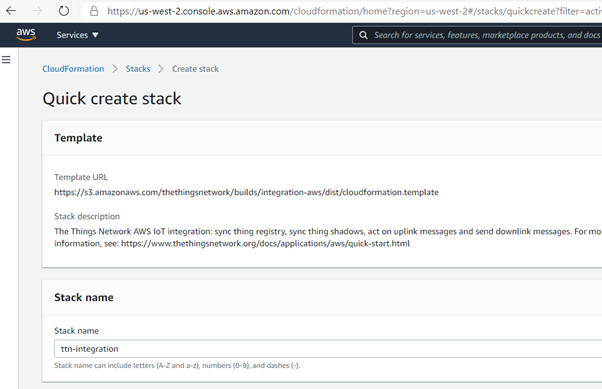 https://us-west-2.console.aws.amazon.com/cloudformation/home?region=us-west-2#/stacks/quickcreate?filter=activ
aws Services ▼ Search for services, features, marketplace products, and docs
CloudFormation > Stacks > Create stack
Quick create stack
Template
Template URL
https://s3.amazonaws.com/thethingsnetwork/builds/integration-aws/dist/cloudformation.template
Stack description
The Things Network AWS IoT integration: sync thing registry, sync thing shadows, act on uplink messages and send downlink messages. For mo
information, see: https://www.thethingsnetwork.org/docs/applications/aws/quick-start.html
Stack name
Stack name
ttn-integration
Stack name can include letters (A-Z and a-z), numbers (0-9), and dashes (-).